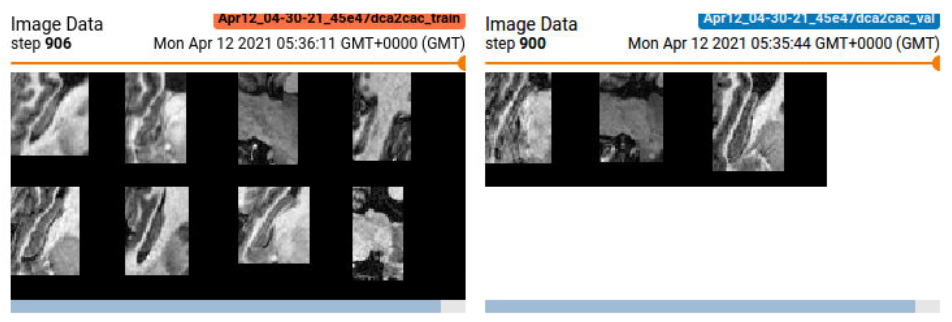 Apr12_04-30-21_45e47dca2cac_train
Image Data
step 906 Mon Apr 12 2021 05:36:11 GMT+0000 (GMT)
Apr12_04-30-21_45e47dca2cac_val
Image Data
step 900 Mon Apr 12 2021 05:35:44 GMT+0000 (GMT)